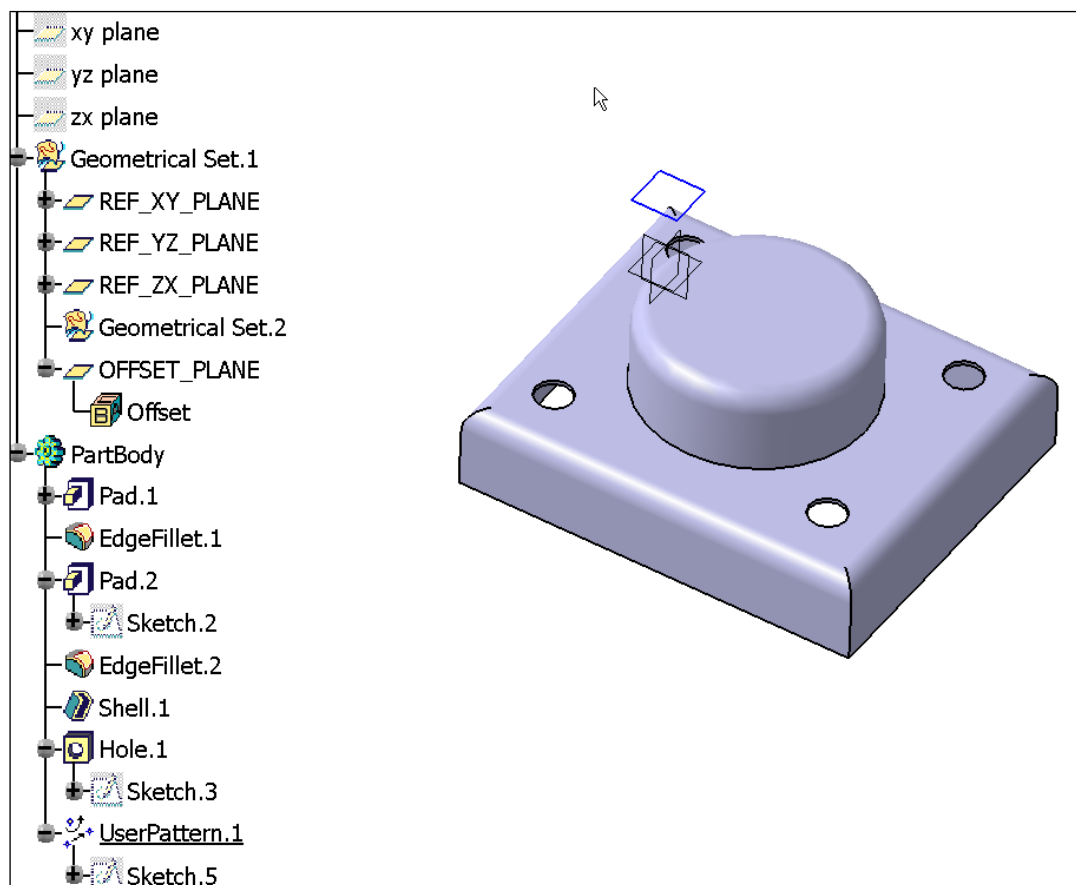 xy plane
yz plane
zx plane
Geometrical Set.1
REF_XY_PLANE
REF_YZ_PLANE
REF_ZX_PLANE
Geometrical Set.2
OFFSET_PLANE
B Offset
PartBody
Pad.1
EdgeFillet.1
Pad.2
Sketch.2
EdgeFillet.2
Shell.1
Hole.1
Sketch.3
UserPattern.1
Sketch.5